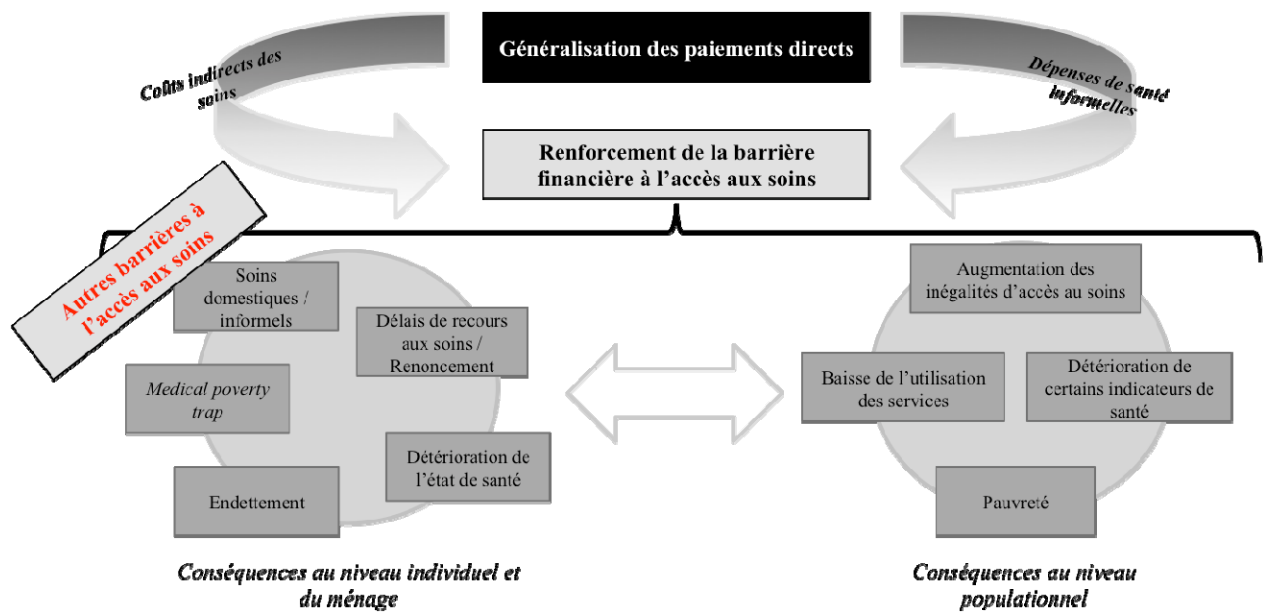 Généralisation des paiements directs
Coûts indirects des
soins
Dépenses de santé
informelles
Renforcement de la barrière
financière à l'accès aux soins
Autres barrières à
l'accès aux soins
Soins
domestiques /
informels
Délais de recours
aux soins /
Renoncement
Medical poverty
trap
Détérioration de
l'état de santé
Endettement
Augmentation des
inégalités d'accès au soins
Baisse de l'utilisation
des services
Détérioration de
certains indicateurs de
santé
Pauvreté
Conséquences au niveau individuel et
du ménage
Conséquences au niveau
populationnel